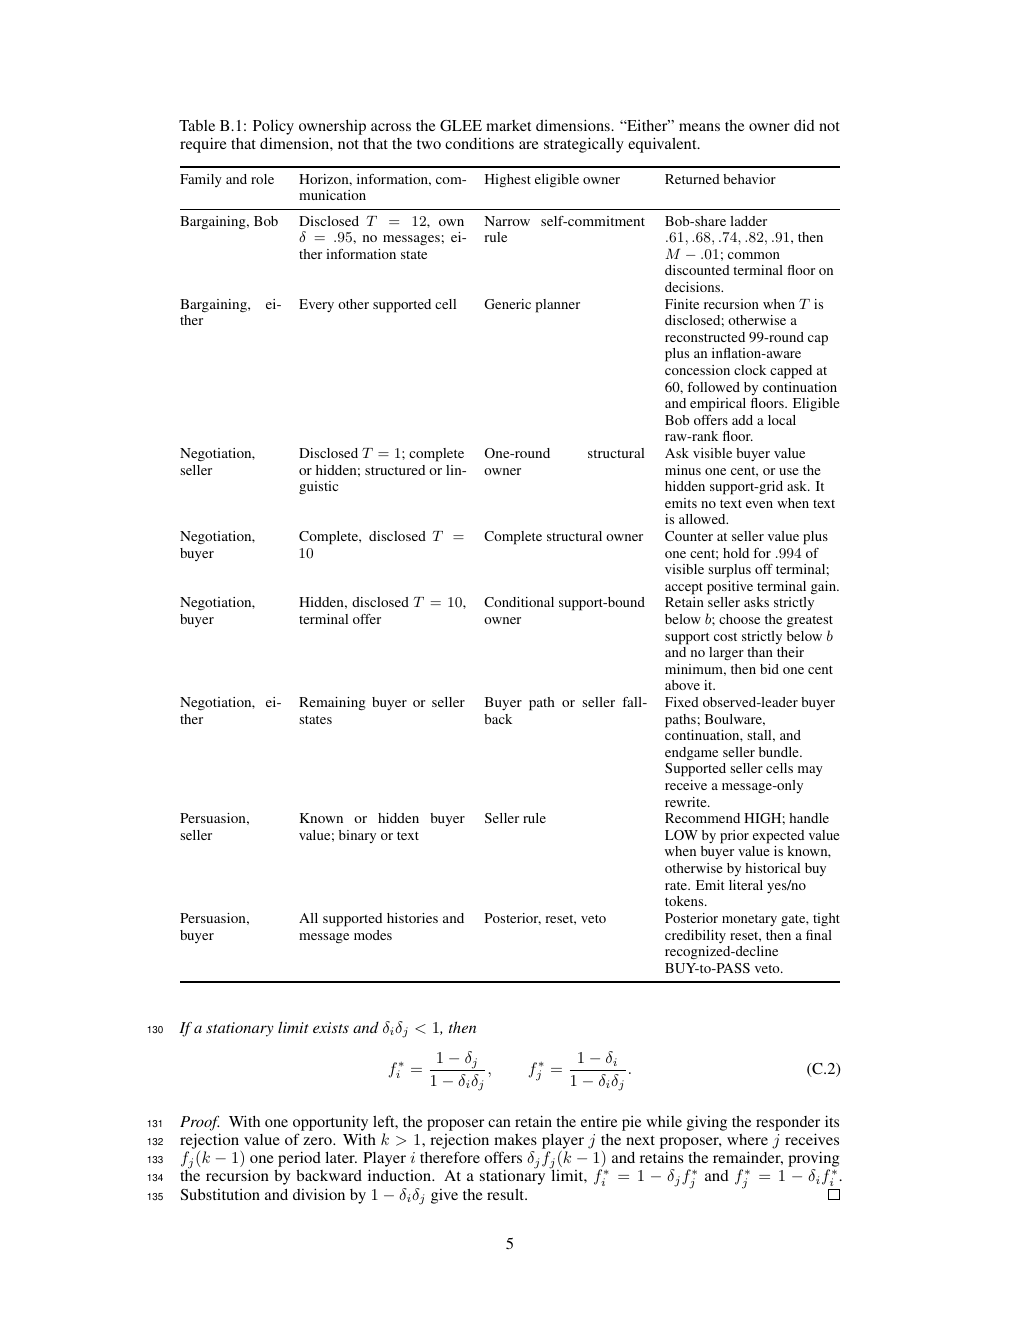 Table B.1: Policy ownership across the GLEE market dimensions. “Either” means the owner did not
require that dimension, not that the two conditions are strategically equivalent.
Family and role
Horizon, information, com-
munication
Highest eligible owner
Returned behavior
Bargaining, Bob
Disclosed T = 12, own
δ = .95, no messages; ei-
ther information state
Narrow self-commitment
rule
Bob-share ladder
.61, .68, .74, .82, .91, then
M − .01; common
discounted terminal floor on
decisions.
Bargaining, ei-
ther
Every other supported cell
Generic planner
Finite recursion when T is
disclosed; otherwise a
reconstructed 99-round cap
plus an inflation-aware
concession clock capped at
60, followed by continuation
and empirical floors. Eligible
Bob offers add a local
raw-rank floor.
Negotiation,
seller
Disclosed T = 1; complete
or hidden; structured or lin-
guistic
One-round structural
owner
Ask visible buyer value
minus one cent, or use the
hidden support-grid ask. It
emits no text even when text
is allowed.
Negotiation,
buyer
Complete, disclosed T =
10
Complete structural owner
Counter at seller value plus
one cent; hold for .994 of
visible surplus off terminal;
accept positive terminal gain.
Negotiation,
buyer
Hidden, disclosed T = 10,
terminal offer
Conditional support-bound
owner
Retain seller asks strictly
below b; choose the greatest
support cost strictly below b
and no larger than their
minimum, then bid one cent
above it.
Negotiation, ei-
ther
Remaining buyer or seller
states
Buyer path or seller fall-
back
Fixed observed-leader buyer
paths; Boulware,
continuation, stall, and
endgame seller bundle.
Supported seller cells may
receive a message-only
rewrite.
Persuasion,
seller
Known or hidden buyer
value; binary or text
Seller rule
Recommend HIGH; handle
LOW by prior expected value
when buyer value is known,
otherwise by historical buy
rate. Emit literal yes/no
tokens.
Persuasion,
buyer
All supported histories and
message modes
Posterior, reset, veto
Posterior monetary gate, tight
credibility reset, then a final
recognized-decline
BUY-to-PASS veto.
130 If a stationary limit exists and δᵢδⱼ < 1, then
fᵢ* = (1 − δⱼ)/(1 − δᵢδⱼ), fⱼ* = (1 − δᵢ)/(1 − δᵢδⱼ). (C.2)
131 Proof. With one opportunity left, the proposer can retain the entire pie while giving the responder its
132 rejection value of zero. With k > 1, rejection makes player j the next proposer, where j receives
133 fⱼ(k − 1) one period later. Player i therefore offers δⱼfⱼ(k − 1) and retains the remainder, proving
134 the recursion by backward induction. At a stationary limit, fᵢ* = 1 − δⱼfⱼ* and fⱼ* = 1 − δᵢfᵢ*.
135 Substitution and division by 1 − δᵢδⱼ give the result. □
5